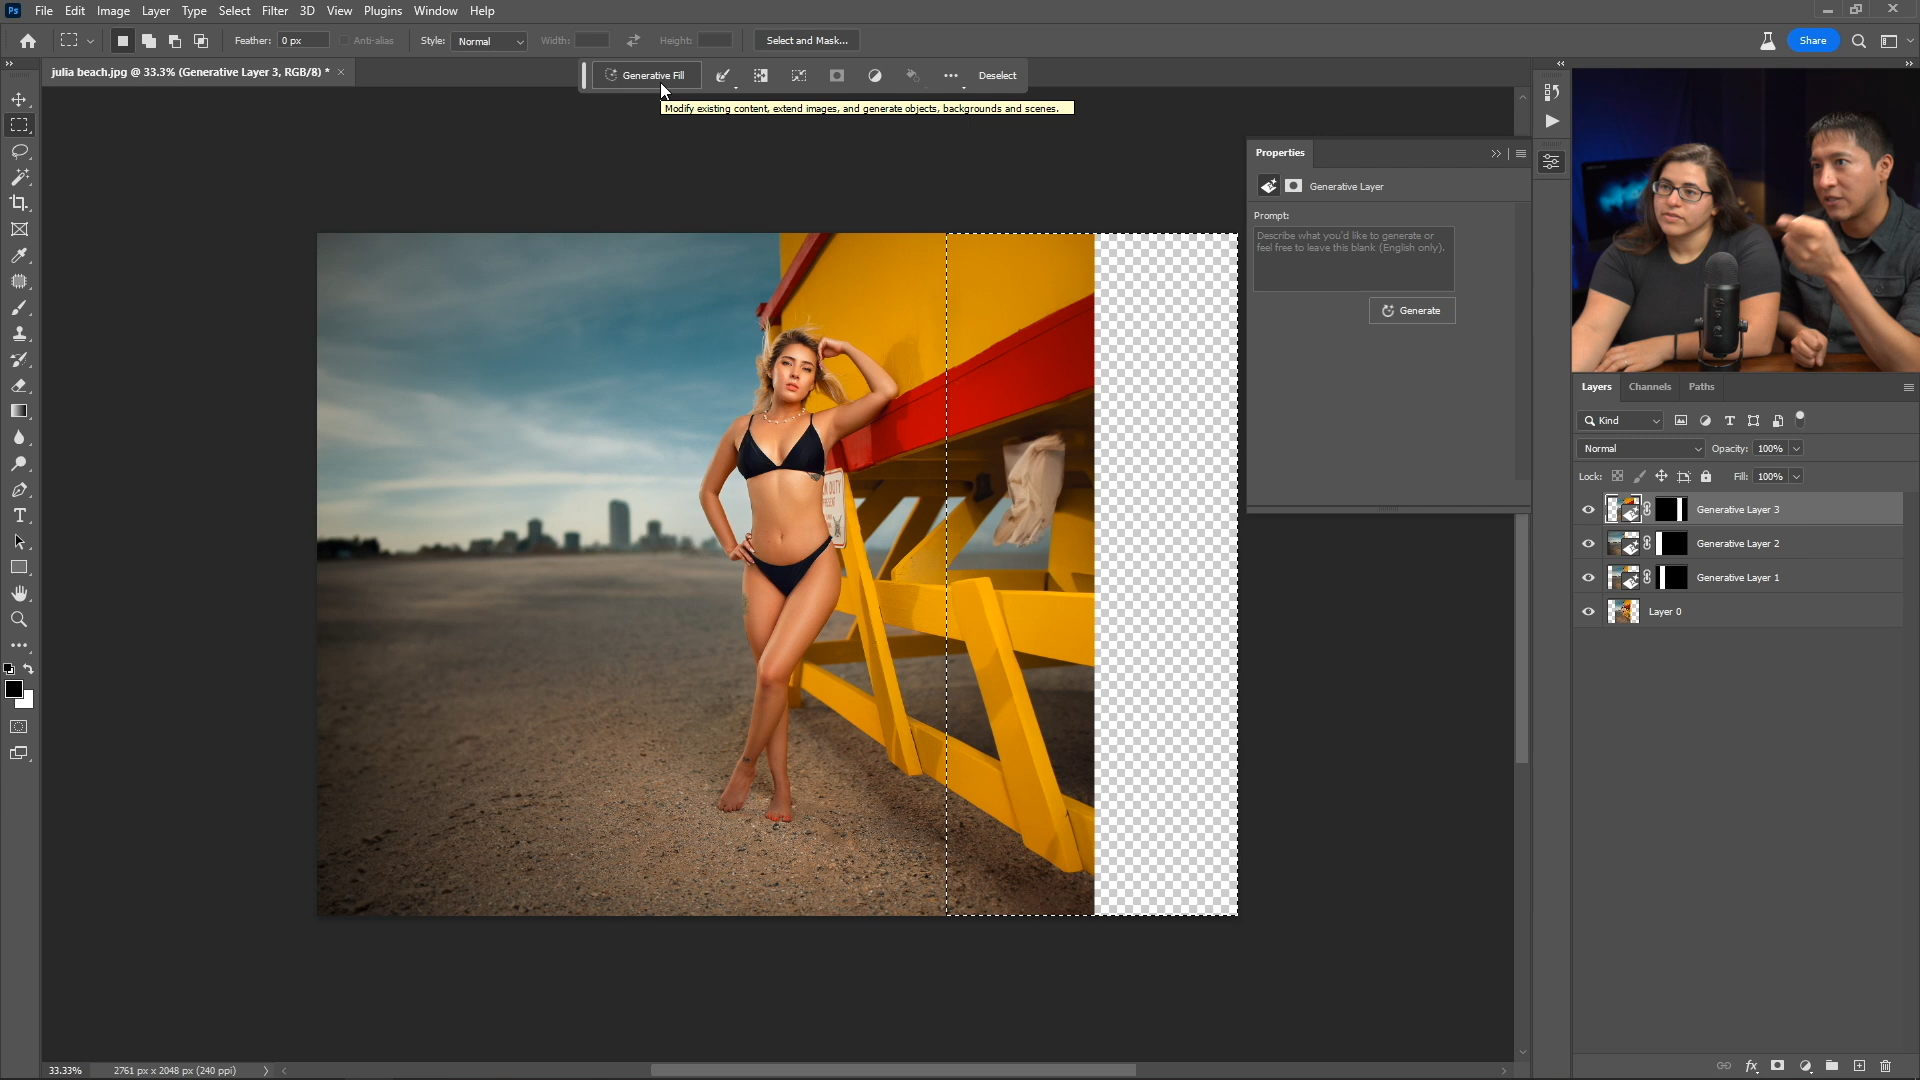 Ps File Edit Image Layer Type Select Filter 3D View Plugins Window Help
Feather: 0 px Anti-alias Style: Normal Width: Height: Select and Mask... Share
julia beach.jpg @ 33.3% (Generative Layer 3, RGB/8) * ×
Generative Fill Deselect
Modify existing content, extend images, and generate objects, backgrounds and scenes.
Properties
Generative Layer
Prompt:
Describe what you'd like to generate or
feel free to leave this blank (English only).
Generate
Layers Channels Paths
Kind
Normal Opacity: 100%
Lock: Fill: 100%
Generative Layer 3
Generative Layer 2
Generative Layer 1
Layer 0
DUTY
33.33% 2761 px x 2048 px (240 ppi)